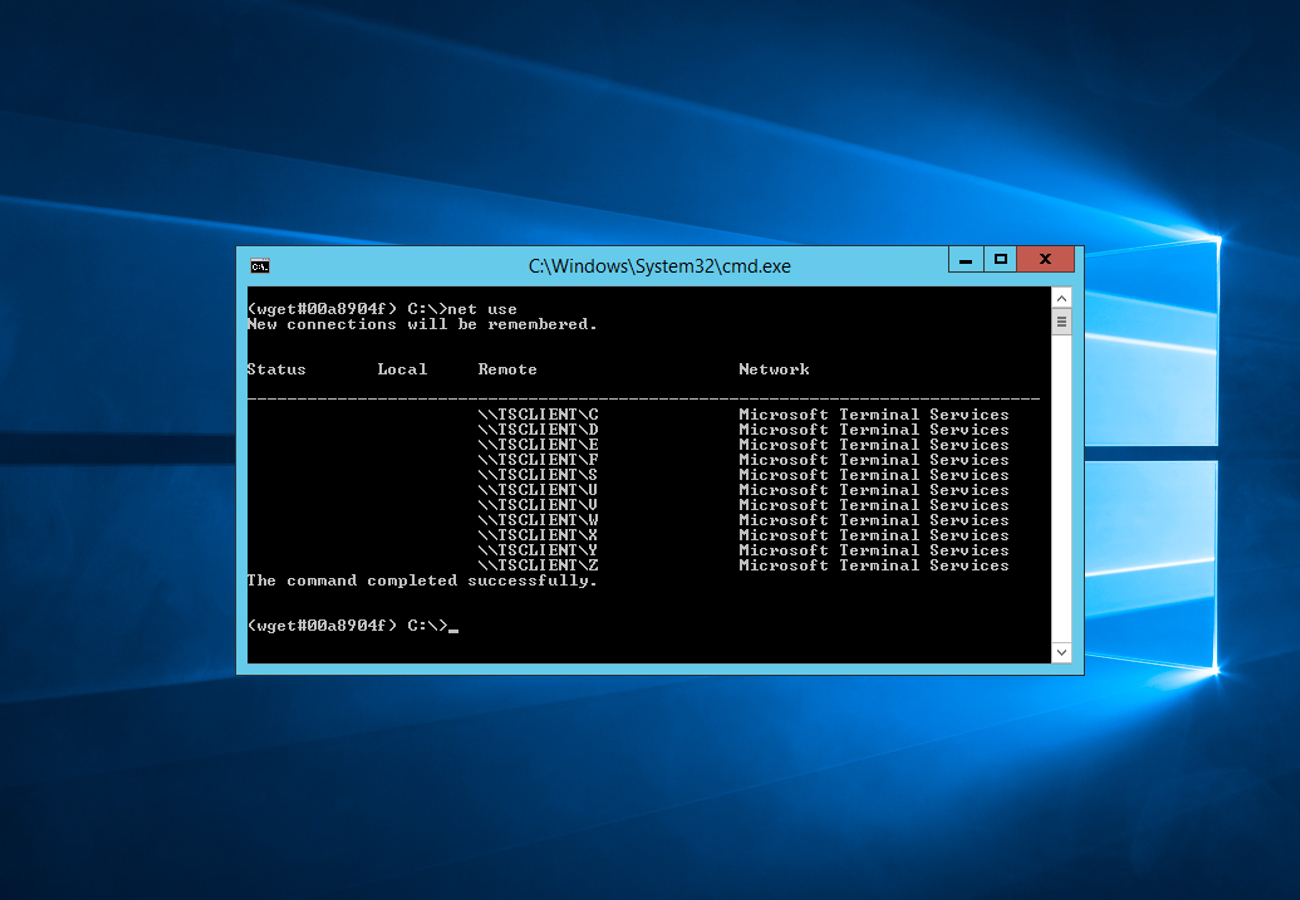 C:\Windows\System32\cmd.exe
(wget#00a8904f) C:\>net use
New connections will be remembered.
Status Local Remote Network
-------------------------------------------------------------------------------
\\TSCLIENT\C Microsoft Terminal Services
\\TSCLIENT\D Microsoft Terminal Services
\\TSCLIENT\E Microsoft Terminal Services
\\TSCLIENT\F Microsoft Terminal Services
\\TSCLIENT\S Microsoft Terminal Services
\\TSCLIENT\U Microsoft Terminal Services
\\TSCLIENT\V Microsoft Terminal Services
\\TSCLIENT\W Microsoft Terminal Services
\\TSCLIENT\X Microsoft Terminal Services
\\TSCLIENT\Y Microsoft Terminal Services
\\TSCLIENT\Z Microsoft Terminal Services
The command completed successfully.
(wget#00a8904f) C:\>_